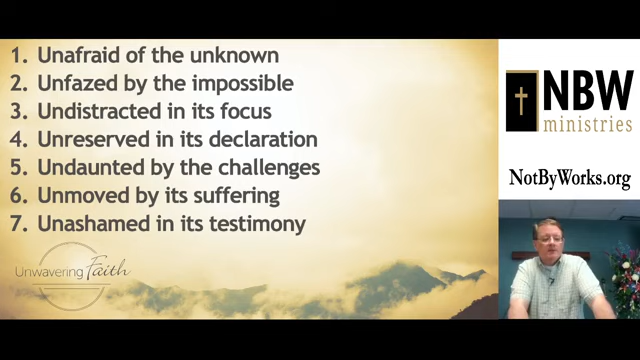 1. Unafraid of the unknown
2. Unfazed by the impossible
3. Undistracted in its focus
4. Unreserved in its declaration
5. Undaunted by the challenges
6. Unmoved by its suffering
7. Unashamed in its testimony
Unwavering Faith
NBW
ministries
NotByWorks.org